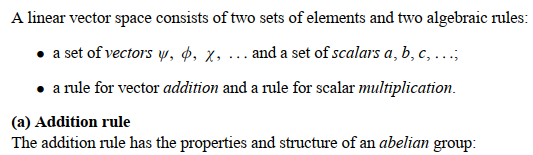 A linear vector space consists of two sets of elements and two algebraic rules:
• a set of vectors ψ, ϕ, χ, ... and a set of scalars a, b, c, ...;
• a rule for vector addition and a rule for scalar multiplication.
(a) Addition rule
The addition rule has the properties and structure of an abelian group: